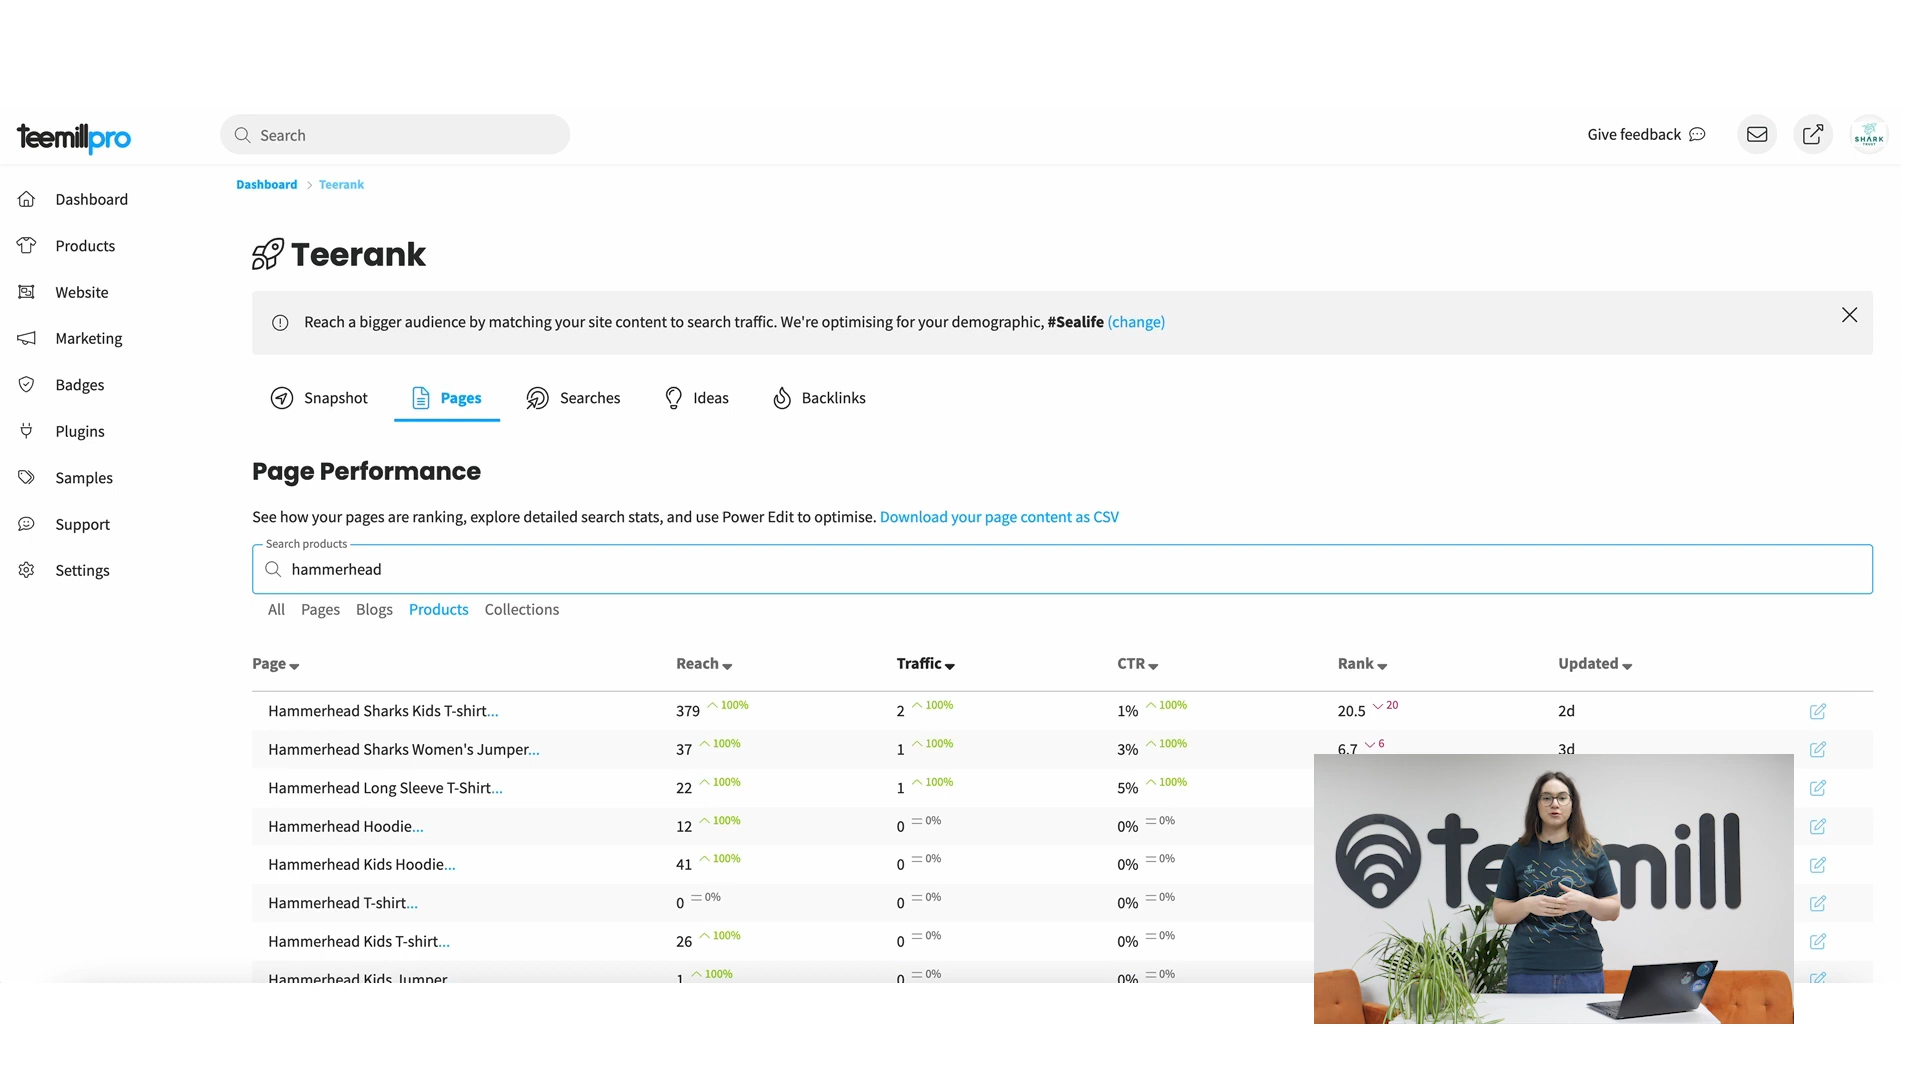 teemillpro
Search
Give feedback
SHARK
TRUST
Dashboard
Products
Website
Marketing
Badges
Plugins
Samples
Support
Settings
Dashboard > Teerank
Teerank
Reach a bigger audience by matching your site content to search traffic. We're optimising for your demographic, #Sealife (change)
Snapshot Pages Searches Ideas Backlinks
Page Performance
See how your pages are ranking, explore detailed search stats, and use Power Edit to optimise. Download your page content as CSV
Search products
hammerhead
All Pages Blogs Products Collections
Page Reach Traffic CTR Rank Updated
Hammerhead Sharks Kids T-shirt... 379 100% 2 100% 1% 100% 20.5 20 2d
Hammerhead Sharks Women's Jumper... 37 100% 1 100% 3% 100% 6.7 6 3d
Hammerhead Long Sleeve T-Shirt... 22 100% 1 100% 5% 100%
Hammerhead Hoodie... 12 100% 0 =0% 0% =0%
Hammerhead Kids Hoodie... 41 100% 0 =0% 0% =0%
Hammerhead T-shirt... 0 =0% 0 =0% 0% =0%
Hammerhead Kids T-shirt... 26 100% 0 =0% 0% =0%
Hammerhead Kids Jumper 1 100% 0 =0% 0% =0%
teemill